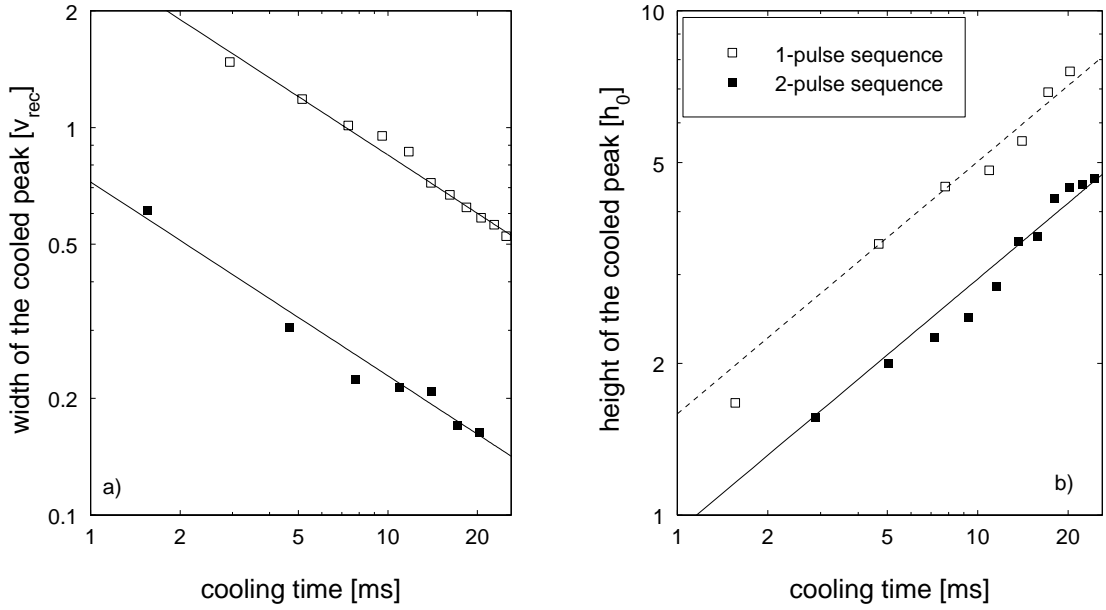 width of the cooled peak [v_rec]
2
1
0.5
0.2
0.1
a)
1 2 5 10 20
cooling time [ms]
height of the cooled peak [h_0]
10
5
2
1
1-pulse sequence
2-pulse sequence
b)
1 2 5 10 20
cooling time [ms]